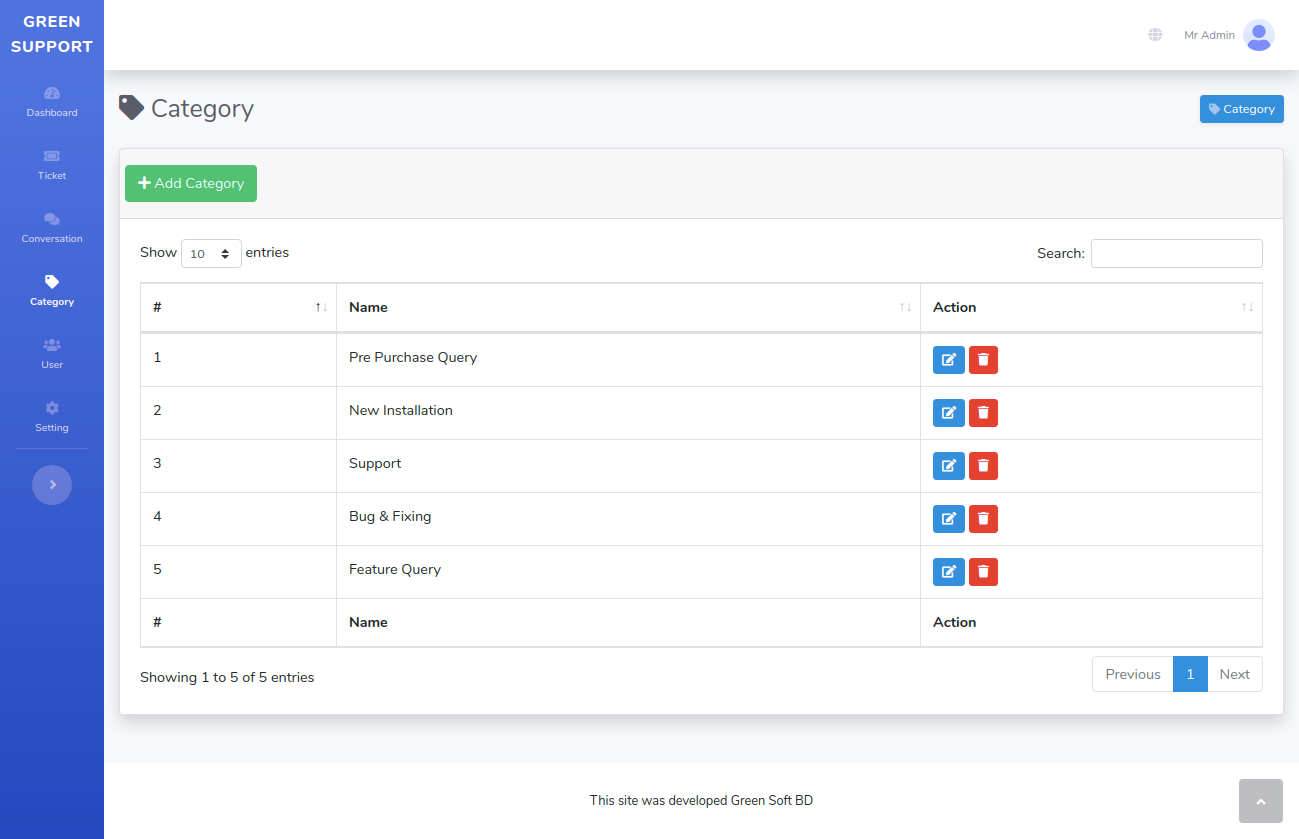 GREEN
SUPPORT
Mr Admin
Dashboard
Ticket
Conversation
Category
User
Setting
Category
Category
Add Category
Show 10 entries
Search:
# Name Action
1 Pre Purchase Query
2 New Installation
3 Support
4 Bug & Fixing
5 Feature Query
# Name Action
Showing 1 to 5 of 5 entries
Previous 1 Next
This site was developed Green Soft BD